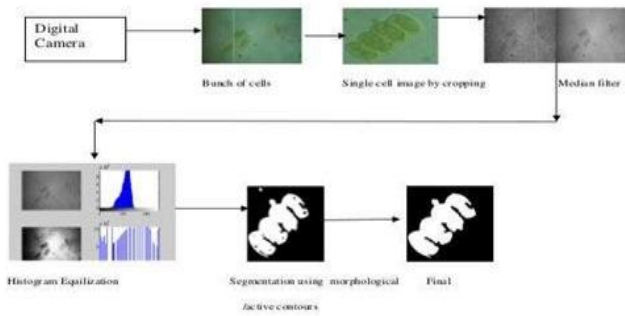 Digital
Camera
Bunch of cells
Single cell image by cropping
Median filter
Histogram Equilization
Segmentation using morphological
/active contours
Final